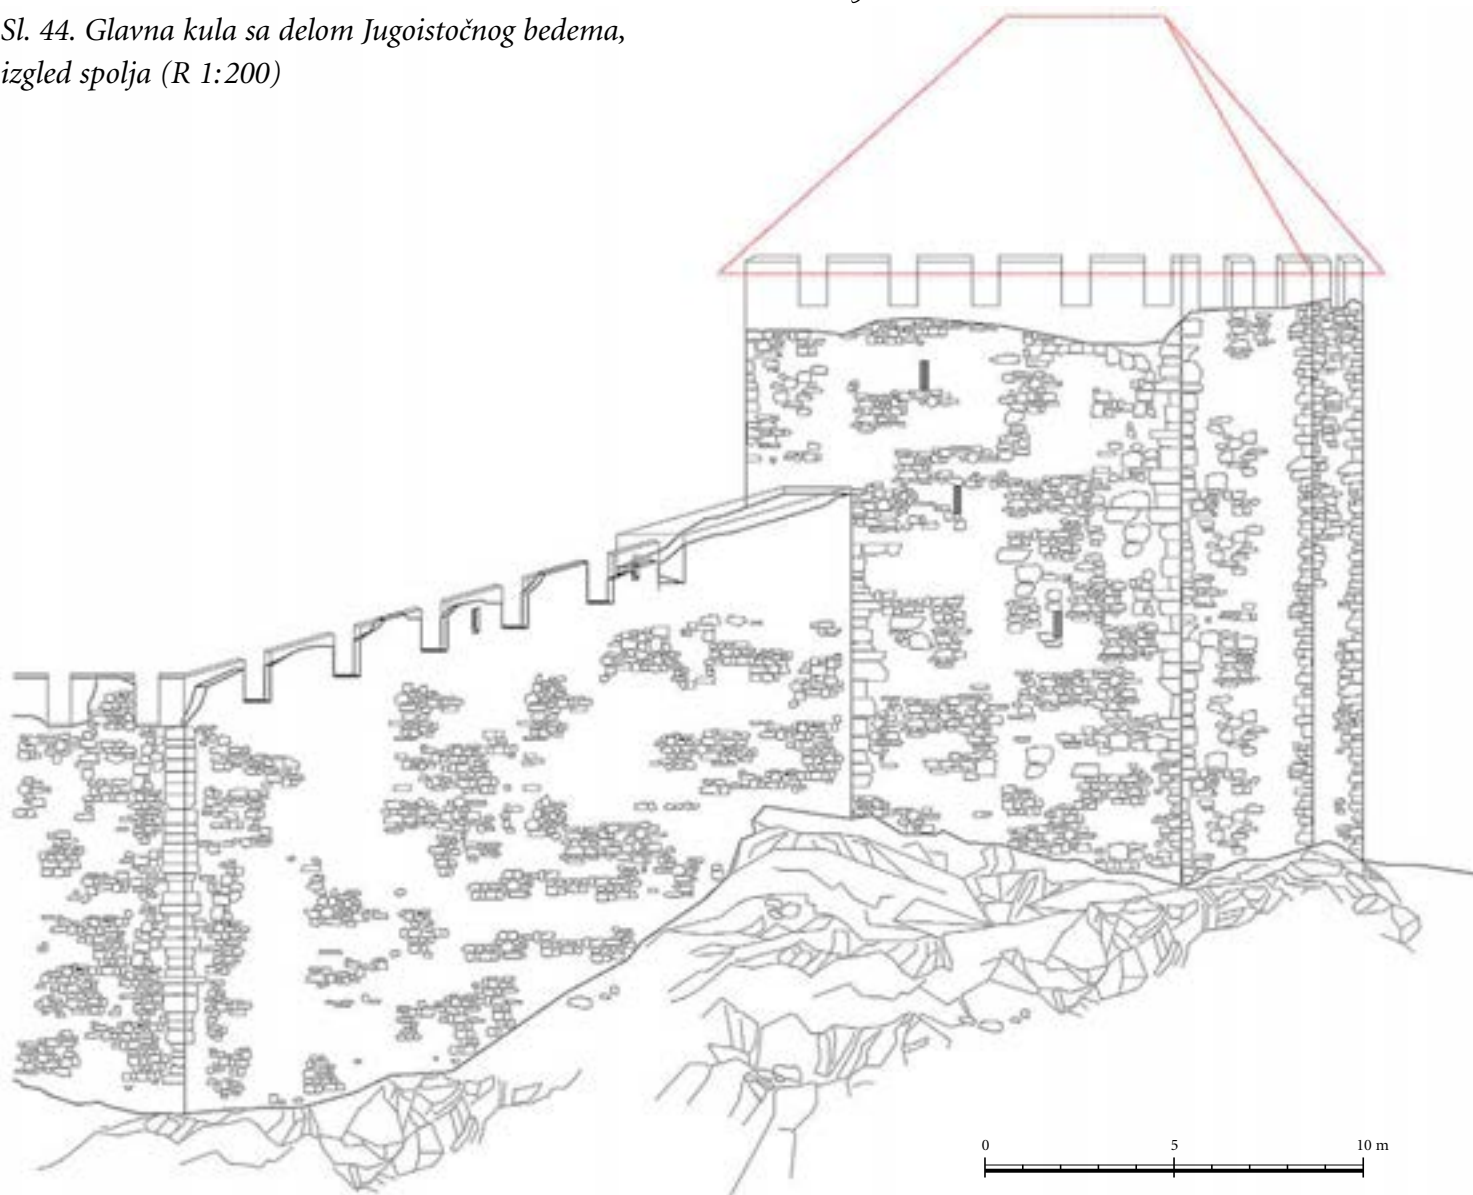 Sl. 44. Glavna kula sa delom Jugoistočnog bedema,
izgled spolja (R 1:200)
0 5 10 m